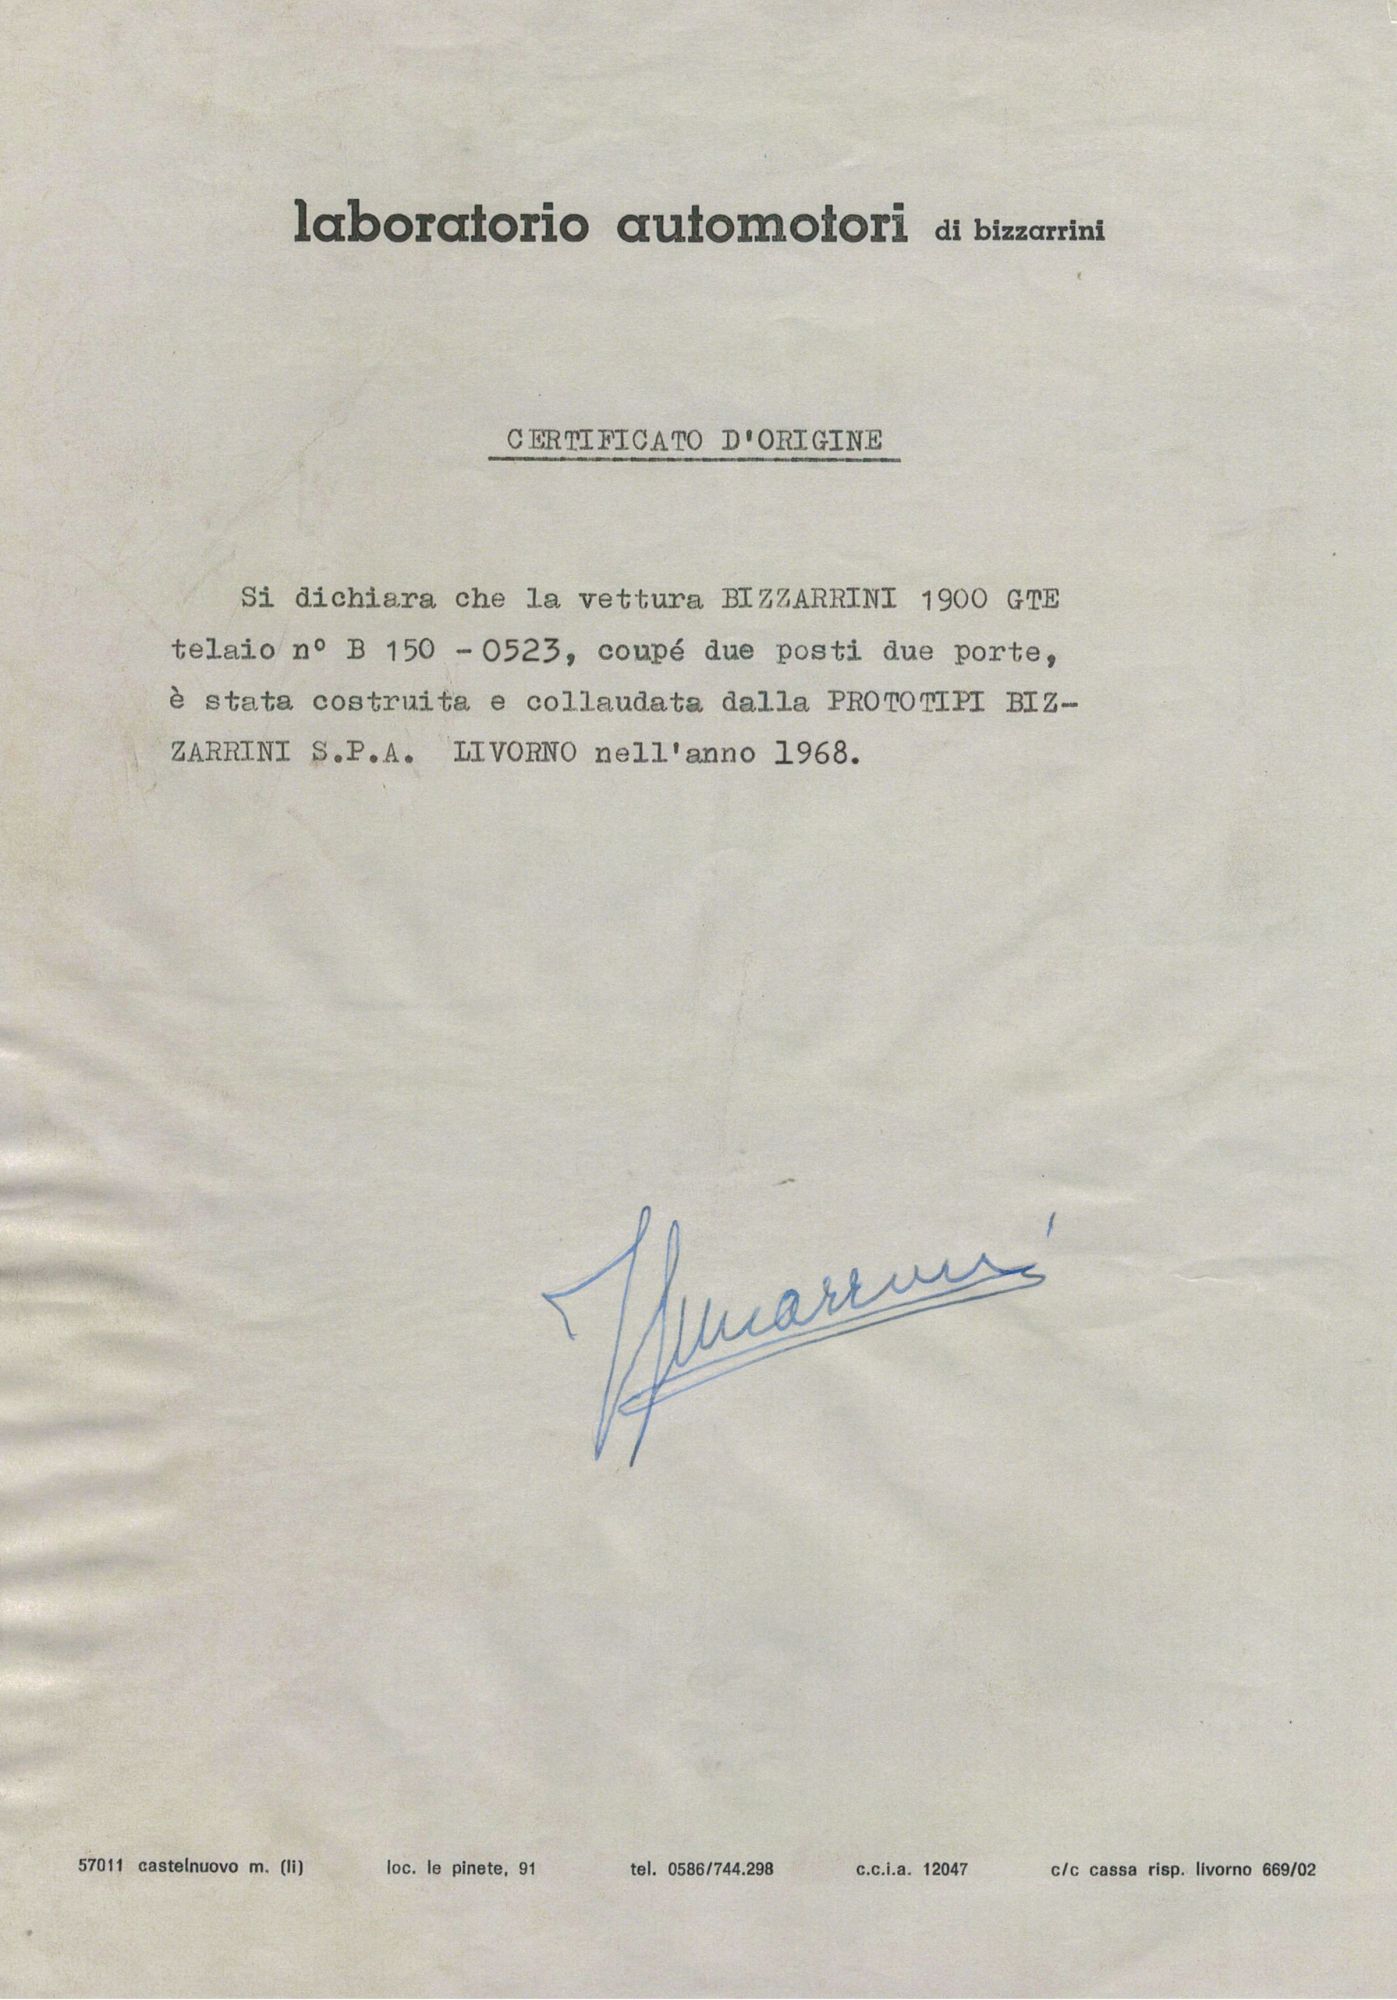 laboratorio automotori di bizzarrini
CERTIFICATO D'ORIGINE
Si dichiara che la vettura BIZZARRINI 1900 GTE
telaio n° B 150 - 0523, coupé due posti due porte,
è stata costruita e collaudata dalla PROTOTIPI BIZ-
ZARRINI S.P.A. LIVORNO nell'anno 1968.
57011 castelnuovo m. (li) loc. le pinete, 91 tel. 0586/744.298 c.c.i.a. 12047 c/c cassa risp. livorno 669/02